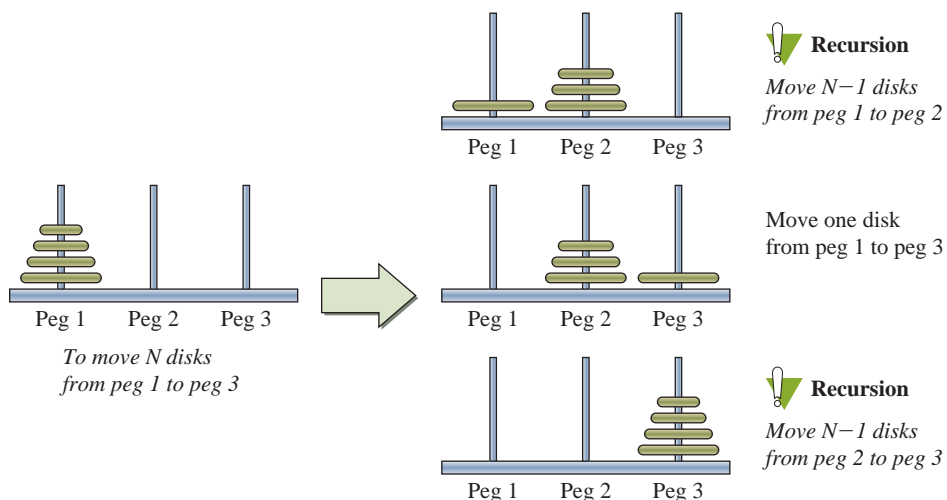 Peg 1 Peg 2 Peg 3
To move N disks
from peg 1 to peg 3
Peg 1 Peg 2 Peg 3
Recursion
Move N−1 disks
from peg 1 to peg 2
Peg 1 Peg 2 Peg 3
Move one disk
from peg 1 to peg 3
Peg 1 Peg 2 Peg 3
Recursion
Move N−1 disks
from peg 2 to peg 3